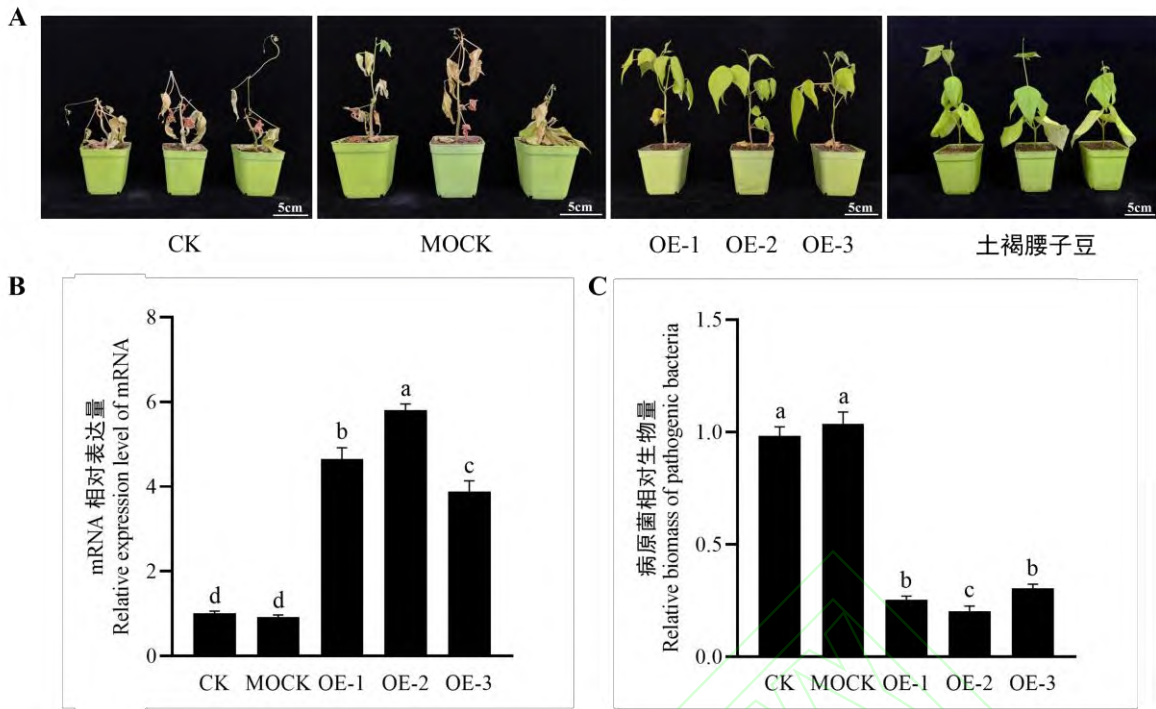 A
5cm
5cm
5cm
5cm
CK
MOCK
OE-1 OE-2 OE-3
土褐腰子豆
B
mRNA 相对表达量
Relative expression level of mRNA
8
6
4
2
0
d
d
b
a
c
CK MOCK OE-1 OE-2 OE-3
C
病原菌相对生物量
Relative biomass of pathogenic bacteria
1.5
1.0
0.5
0.0
a
a
b
c
b
CK MOCK OE-1 OE-2 OE-3